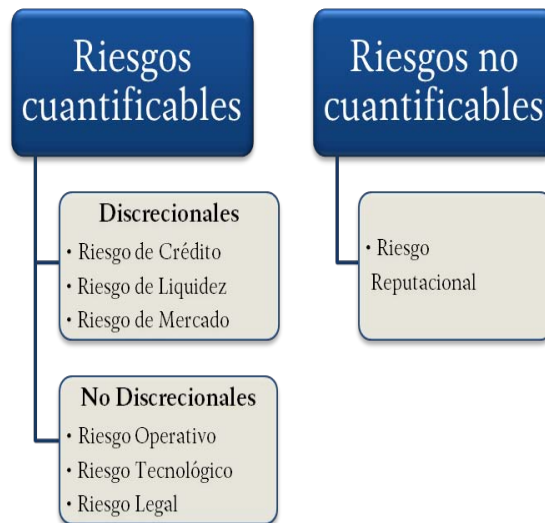 Riesgos
cuantificables
Discrecionales
• Riesgo de Crédito
• Riesgo de Liquidez
• Riesgo de Mercado
No Discrecionales
• Riesgo Operativo
• Riesgo Tecnológico
• Riesgo Legal
Riesgos no
cuantificables
• Riesgo
Reputacional